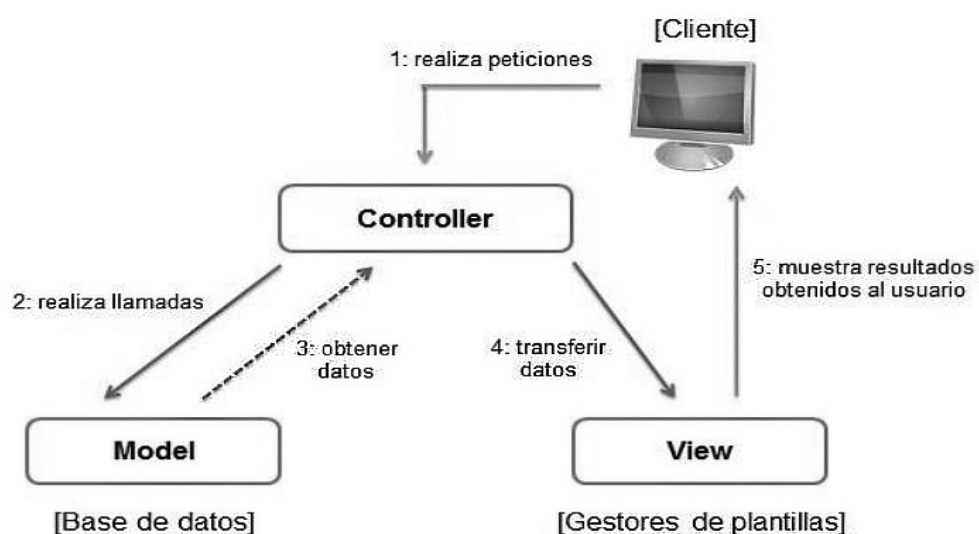 [Cliente]
1: realiza peticiones
Controller
2: realiza llamadas
3: obtener
datos
4: transferir
datos
5: muestra resultados
obtenidos al usuario
Model
View
[Base de datos]
[Gestores de plantillas]